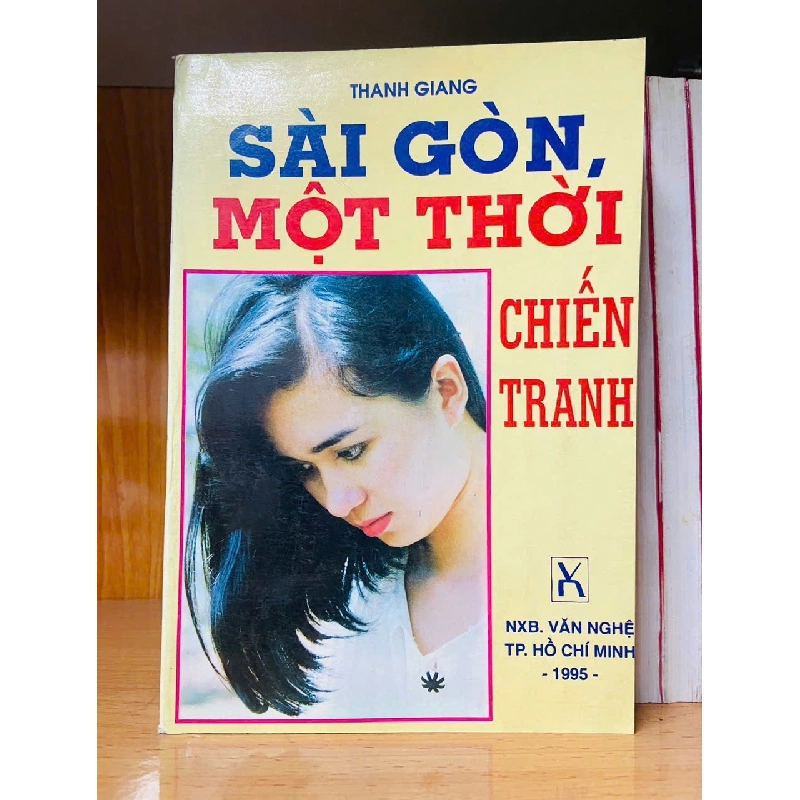 THANH GIANG
SÀI GÒN,
MỘT THỜI
CHIẾN
TRANH
NXB. VĂN NGHỆ
TP. HỒ CHÍ MINH
- 1995 -